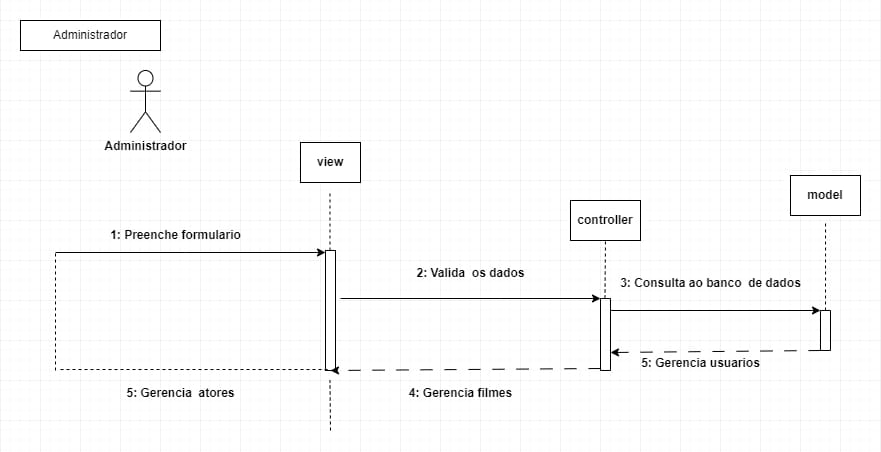 Administrador
Administrador
view
model
controller
1: Preenche formulario
2: Valida os dados
3: Consulta ao banco de dados
5: Gerencia usuarios
5: Gerencia atores
4: Gerencia filmes